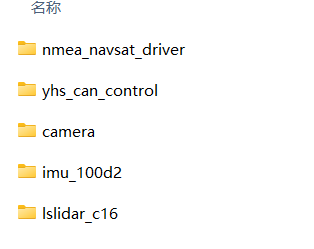 名称
nmea_navsat_driver
yhs_can_control
camera
imu_100d2
lslidar_c16